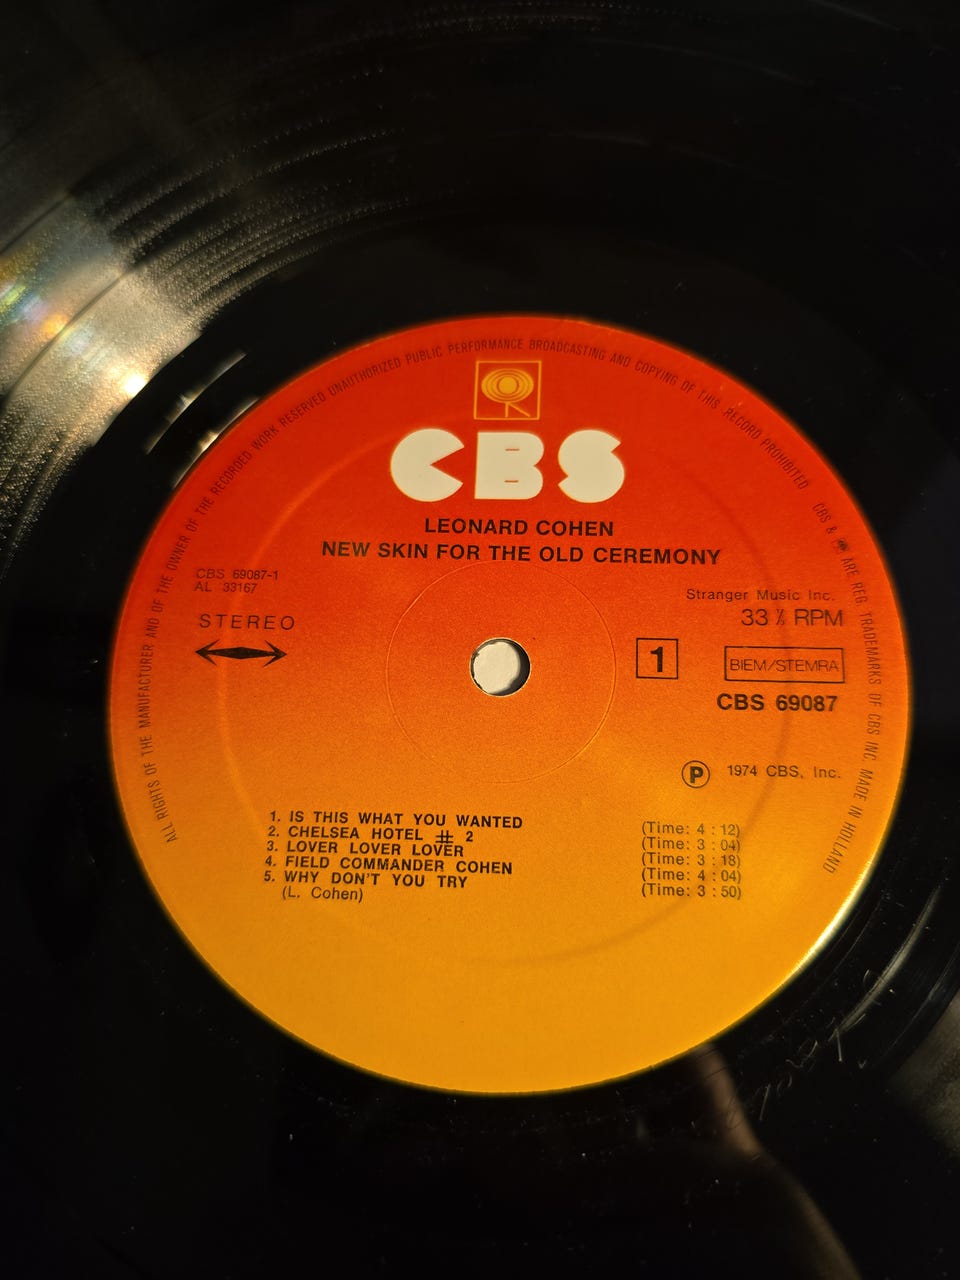 ALL RIGHTS OF THE MANUFACTURER AND OF THE OWNER OF THE RECORDED WORK RESERVED UNAUTHORIZED PUBLIC PERFORMANCE BROADCASTING AND COPYING OF THIS RECORD PROHIBITED CBS & ARE REG. TRADEMARKS OF CBS INC. MADE IN HOLLAND
CBS
LEONARD COHEN
NEW SKIN FOR THE OLD CEREMONY
CBS 69087-1
AL 33167
STEREO
Stranger Music Inc.
33⅓ RPM
1
BIEM/STEMRA
CBS 69087
Ⓟ 1974 CBS, Inc.
1. IS THIS WHAT YOU WANTED (Time: 4 : 12)
2. CHELSEA HOTEL # 2 (Time: 3 : 04)
3. LOVER LOVER LOVER (Time: 3 : 18)
4. FIELD COMMANDER COHEN (Time: 4 : 04)
5. WHY DON'T YOU TRY (Time: 3 : 50)
(L. Cohen)